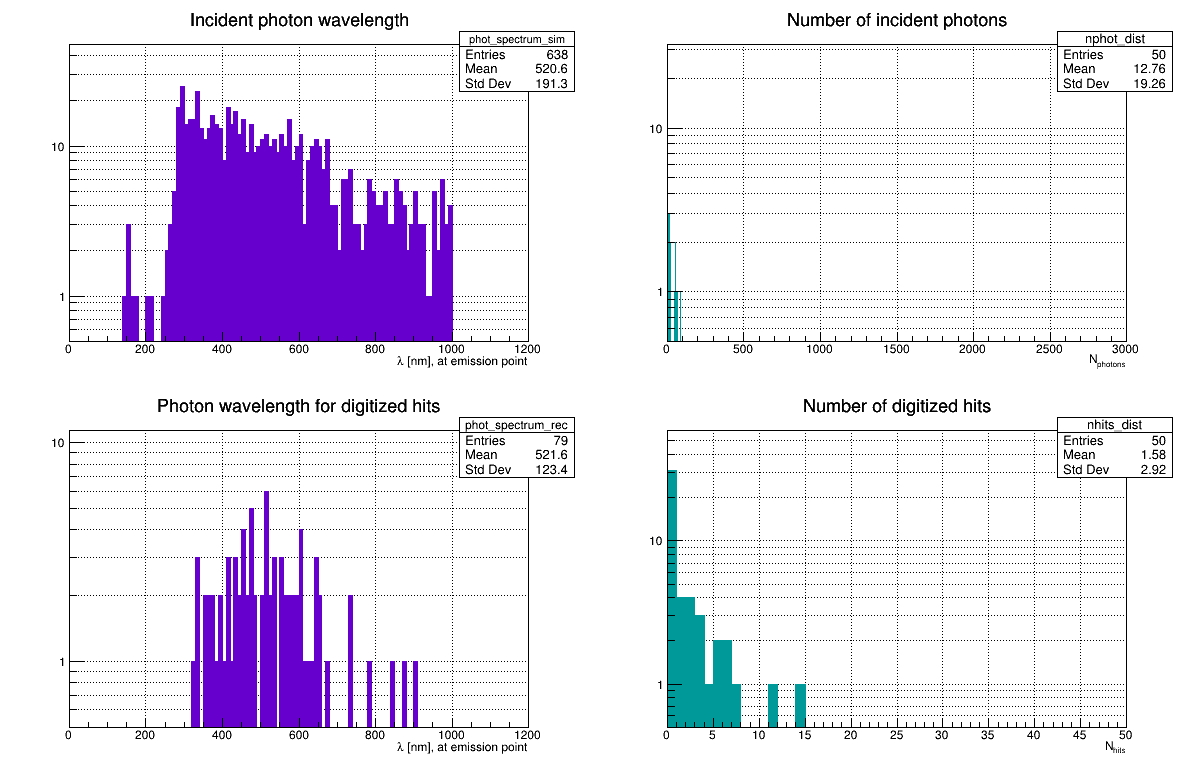 Incident photon wavelength
phot_spectrum_sim
Entries 638
Mean 520.6
Std Dev 191.3
10
1
0 200 400 600 800 1000 1200
λ [nm], at emission point
Number of incident photons
nphot_dist
Entries 50
Mean 12.76
Std Dev 19.26
10
1
0 500 1000 1500 2000 2500 3000
Nphotons
Photon wavelength for digitized hits
phot_spectrum_rec
Entries 79
Mean 521.6
Std Dev 123.4
10
1
0 200 400 600 800 1000 1200
λ [nm], at emission point
Number of digitized hits
nhits_dist
Entries 50
Mean 1.58
Std Dev 2.92
10
1
0 5 10 15 20 25 30 35 40 45 50
Nhits